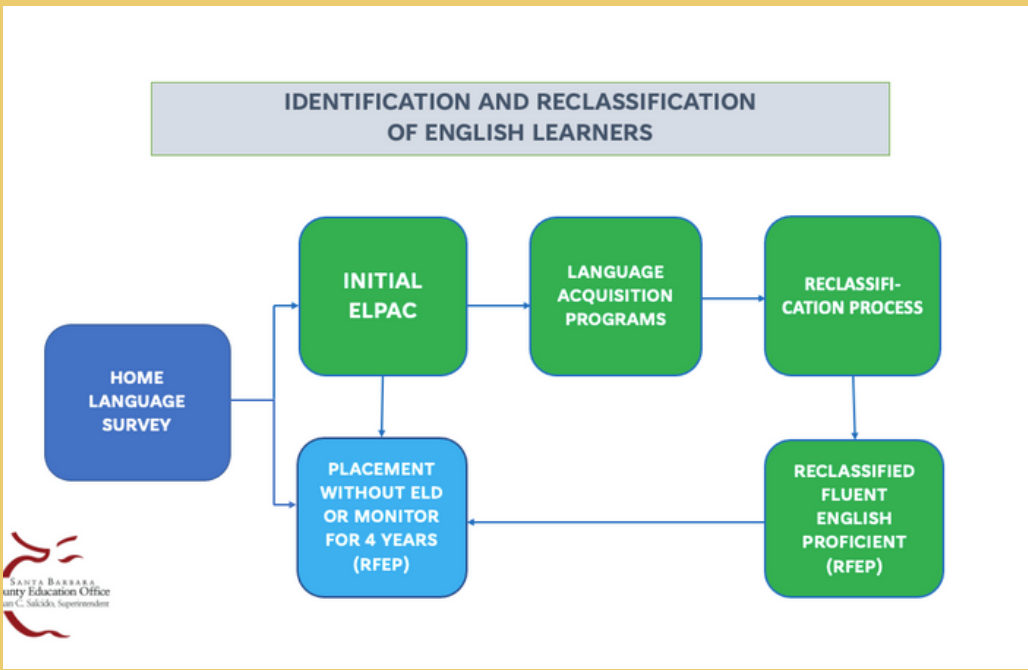 IDENTIFICATION AND RECLASSIFICATION
OF ENGLISH LEARNERS
INITIAL
ELPAC
LANGUAGE
ACQUISITION
PROGRAMS
RECLASSIFI-
CATION PROCESS
HOME
LANGUAGE
SURVEY
PLACEMENT
WITHOUT ELD
OR MONITOR
FOR 4 YEARS
(RFEP)
RECLASSIFIED
FLUENT
ENGLISH
PROFICIENT
(RFEP)
SANTA BARBARA
unty Education Office
an C. Salcido, Superintendent